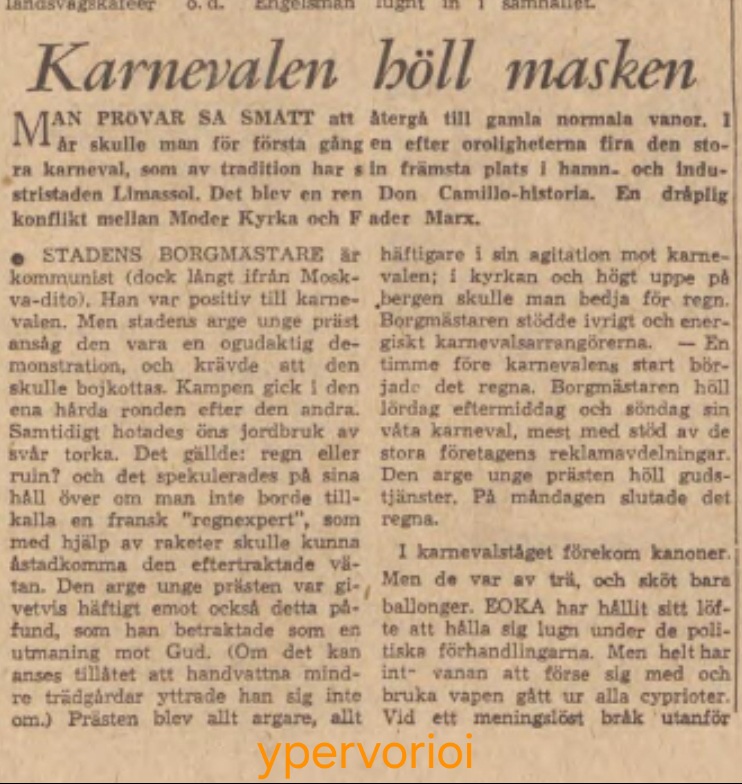 landsvägskaféer o.d. Engelsmän lugnt in i samhället.
Karnevalen höll masken
MAN PRÖVAR SÅ SMÅTT att återgå till gamla normala vanor. I
år skulle man för första gång en efter oroligheterna fira den sto-
ra karneval, som av tradition har s in främsta plats i hamn- och indu-
stristaden Limassol. Det blev en ren Don Camillo-historia. En dråplig
konflikt mellan Moder Kyrka och F ader Marx.
● STADENS BORGMÄSTARE är
kommunist (dock långt ifrån Mosk-
va-dito). Han var positiv till karne-
valen. Men stadens arge unge präst
ansåg den vara en ogudaktig de-
monstration, och krävde att den
skulle bojkottas. Kampen gick i den
ena hårda ronden efter den andra.
Samtidigt hotades öns jordbruk av
svår torka. Det gällde: regn eller
ruin? och det spekulerades på sina
håll över om man inte borde till-
kalla en fransk "regnexpert", som
med hjälp av raketer skulle kunna
åstadkomma den eftertraktade vä-
tan. Den arge unge prästen var gi-
vetvis häftigt emot också detta på-
fund, som han betraktade som en
utmaning mot Gud. (Om det kan
anses tillåtet att handvattna mind-
re trädgårdar yttrade han sig inte
om.) Prästen blev allt argare, allt
häftigare i sin agitation mot karne-
valen; i kyrkan och högt uppe på
bergen skulle man bedja för regn.
Borgmästaren stödde ivrigt och ener-
giskt karnevalsarrangörerna. — En
timme före karnevalens start bör-
jade det regna. Borgmästaren höll
lördag eftermiddag och söndag sin
våta karneval, mest med stöd av de
stora företagens reklamavdelningar.
Den arge unge prästen höll guds-
tjänster. På måndagen slutade det
regna.
I karnevalståget förekom kanoner.
Men de var av trä, och sköt bara
ballonger. EOKA har hållit sitt löf-
te att hålla sig lugn under de poli-
tiska förhandlingarna. Men helt har
int- vanan att förse sig med och
bruka vapen gått ur alla cyprioter.
Vid ett meningslöst bråk utanför
ypervorioi